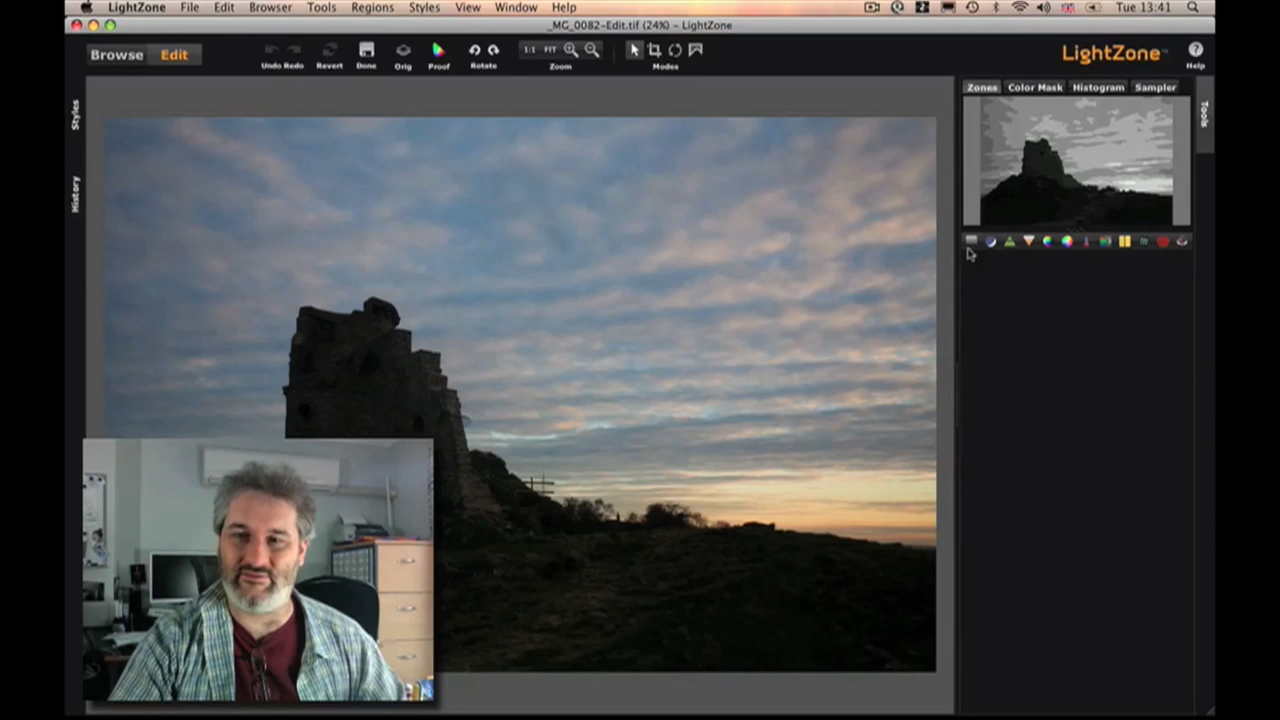 LightZone File Edit Browser Tools Regions Styles View Window Help Tue 13:41
_MG_0082-Edit.tif (24%) - LightZone
Browse Edit Undo Redo Revert Done Orig Proof Rotate 1:1 FIT Zoom Modes LightZone Help
Styles
History
Zones Color Mask Histogram Sampler
Tools